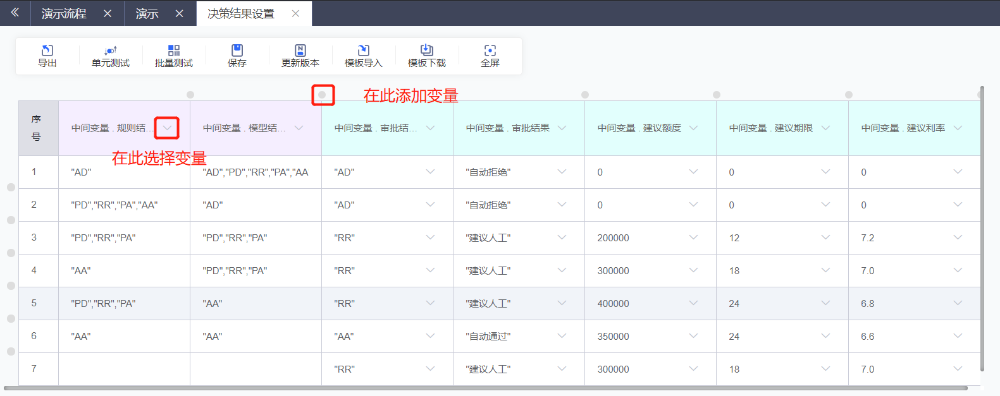 演示流程
演示
决策结果设置
导出
单元测试
批量测试
保存
更新版本
模板导入
模板下载
全屏
在此添加变量
序号
中间变量 . 规则结...
中间变量 . 模型结...
中间变量 . 审批结...
中间变量 . 审批结果
中间变量 . 建议额度
中间变量 . 建议期限
中间变量 . 建议利率
在此选择变量
1 "AD" "AD","PD","RR","PA","AA "AD" "自动拒绝" 0 0 0
2 "PD","RR","PA","AA" "AD" "AD" "自动拒绝" 0 0 0
3 "PD","RR","PA" "PD","RR","PA" "RR" "建议人工" 200000 12 7.2
4 "AA" "PD","RR","PA" "RR" "建议人工" 300000 18 7.0
5 "PD","RR","PA" "AA" "RR" "建议人工" 400000 24 6.8
6 "AA" "AA" "AA" "自动通过" 350000 24 6.6
7 "RR" "建议人工" 300000 18 7.0